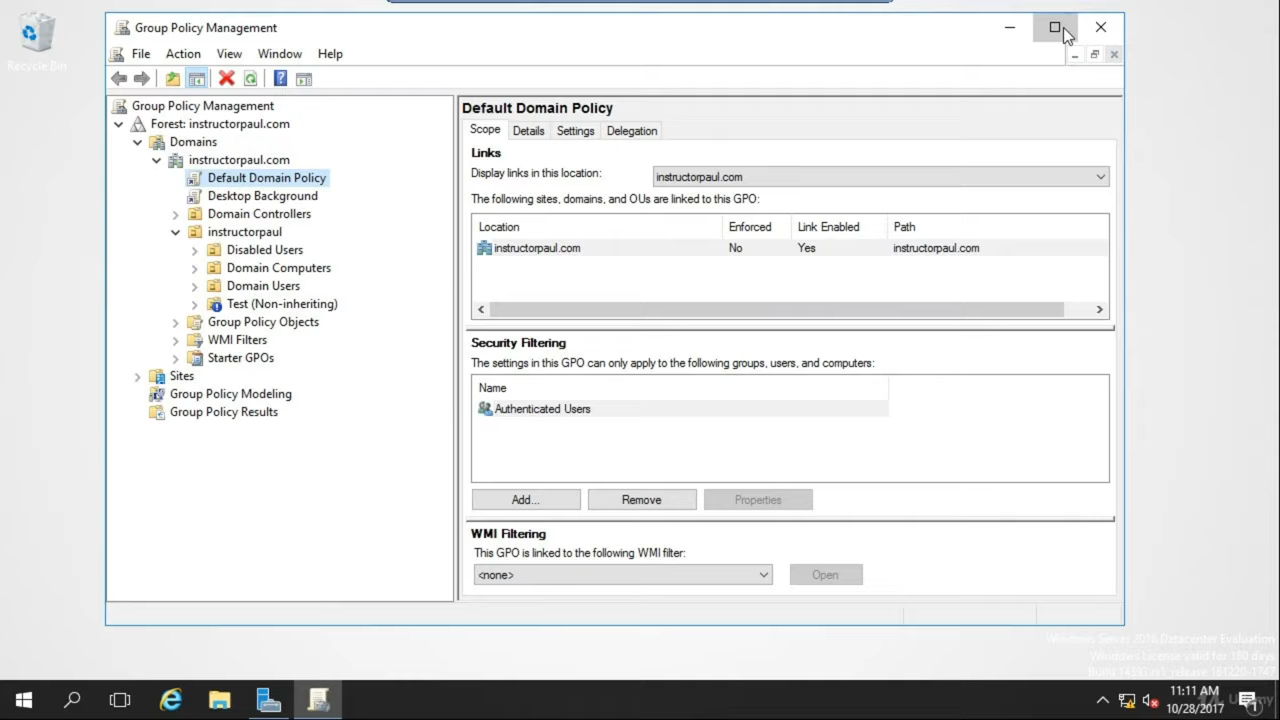 Recycle Bin
Group Policy Management
File Action View Window Help
Group Policy Management
Forest: instructorpaul.com
Domains
instructorpaul.com
Default Domain Policy
Desktop Background
Domain Controllers
instructorpaul
Disabled Users
Domain Computers
Domain Users
Test (Non-inheriting)
Group Policy Objects
WMI Filters
Starter GPOs
Sites
Group Policy Modeling
Group Policy Results
Default Domain Policy
Scope Details Settings Delegation
Links
Display links in this location: instructorpaul.com
The following sites, domains, and OUs are linked to this GPO:
Location Enforced Link Enabled Path
instructorpaul.com No Yes instructorpaul.com
Security Filtering
The settings in this GPO can only apply to the following groups, users, and computers:
Name
Authenticated Users
Add... Remove Properties
WMI Filtering
This GPO is linked to the following WMI filter:
<none> Open
Windows Server 2016 Datacenter Evaluation
Windows License valid for 180 days
11:11 AM
10/28/2017
Udemy